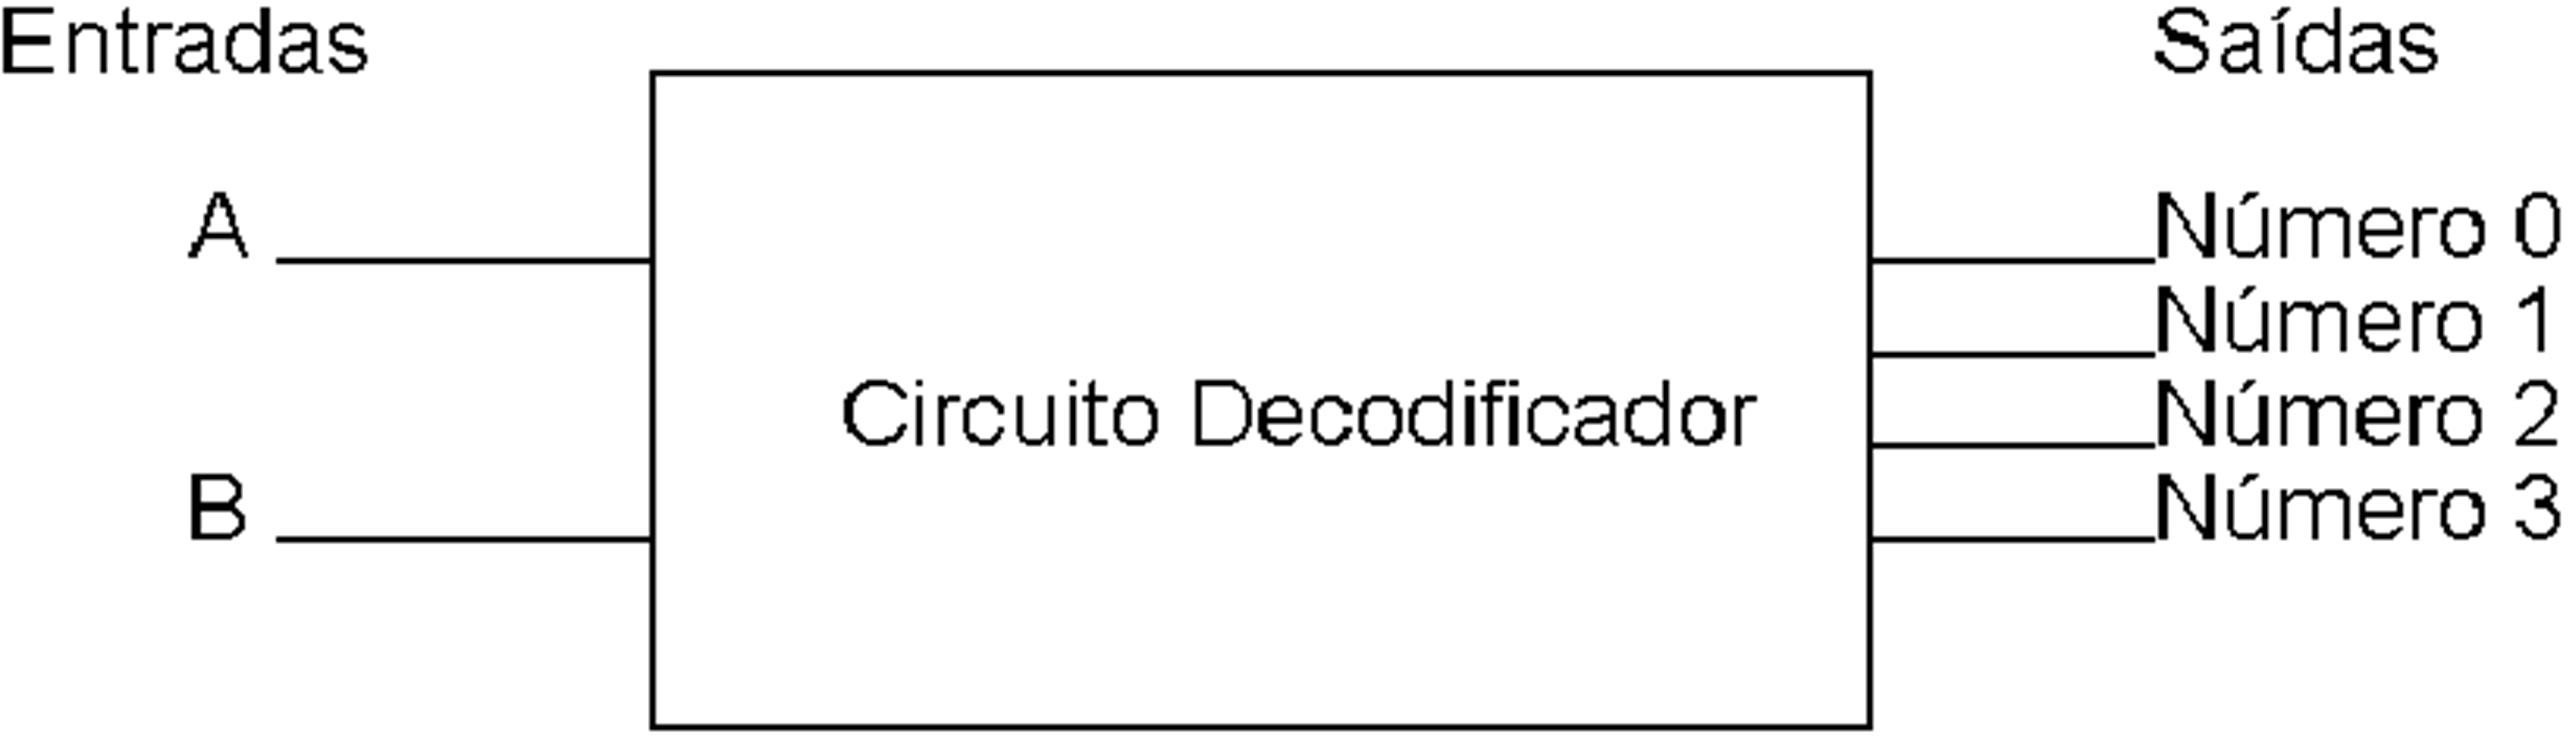 Entradas
Saídas
A
Número 0
Número 1
Circuito Decodificador
Número 2
B
Número 3